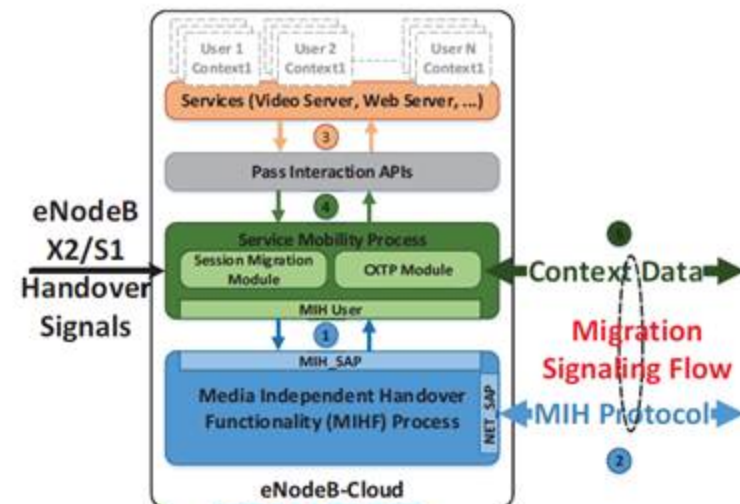 User 1
Context1
User 2
Context1
User N
Context1
Services (Video Server, Web Server, ...)
3
Pass Interaction APIs
4
eNodeB
X2/S1
Handover
Signals
Service Mobility Process
Session Migration
Module
CXTP Module
MIH User
1
MIH_SAP
Media Independent Handover
Functionality (MIHF) Process
NET_SAP
eNodeB-Cloud
5
Context Data
Migration
Signaling Flow
MIH Protocol
2